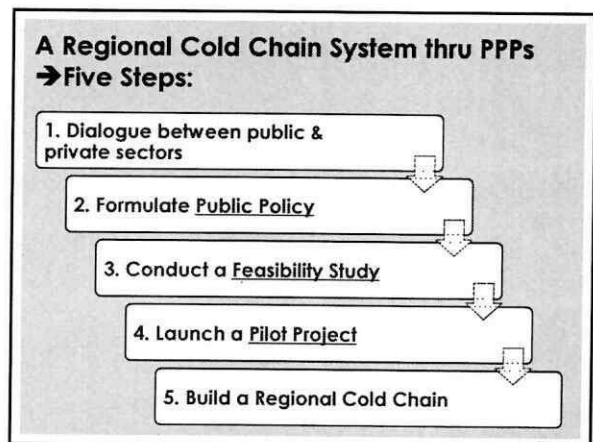 A Regional Cold Chain System thru PPPs
➔Five Steps:
1. Dialogue between public &
private sectors
2. Formulate Public Policy
3. Conduct a Feasibility Study
4. Launch a Pilot Project
5. Build a Regional Cold Chain